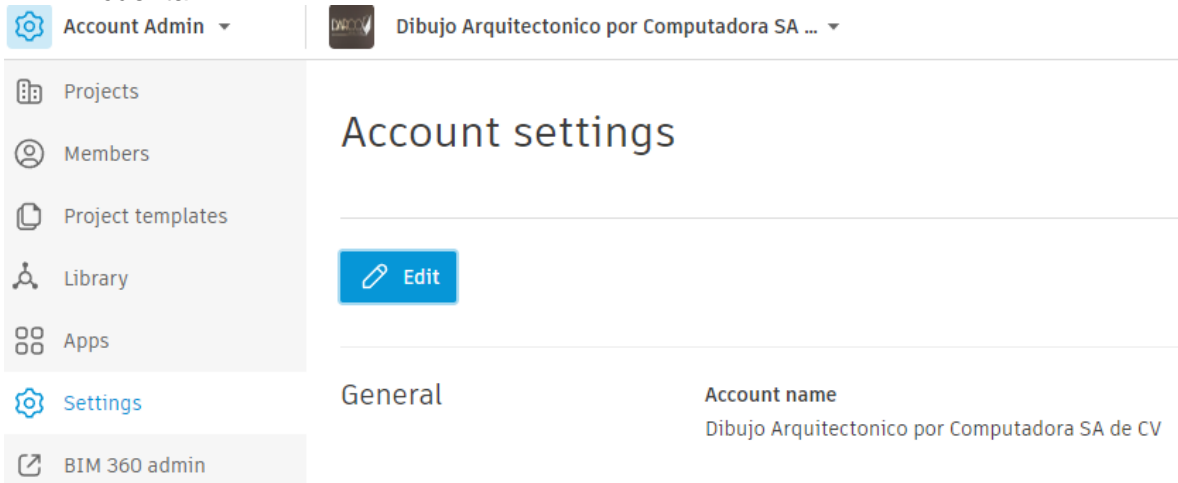 Account Admin
Dibujo Arquitectonico por Computadora SA ...
Projects
Members
Project templates
Library
Apps
Settings
BIM 360 admin
Account settings
Edit
General
Account name
Dibujo Arquitectonico por Computadora SA de CV